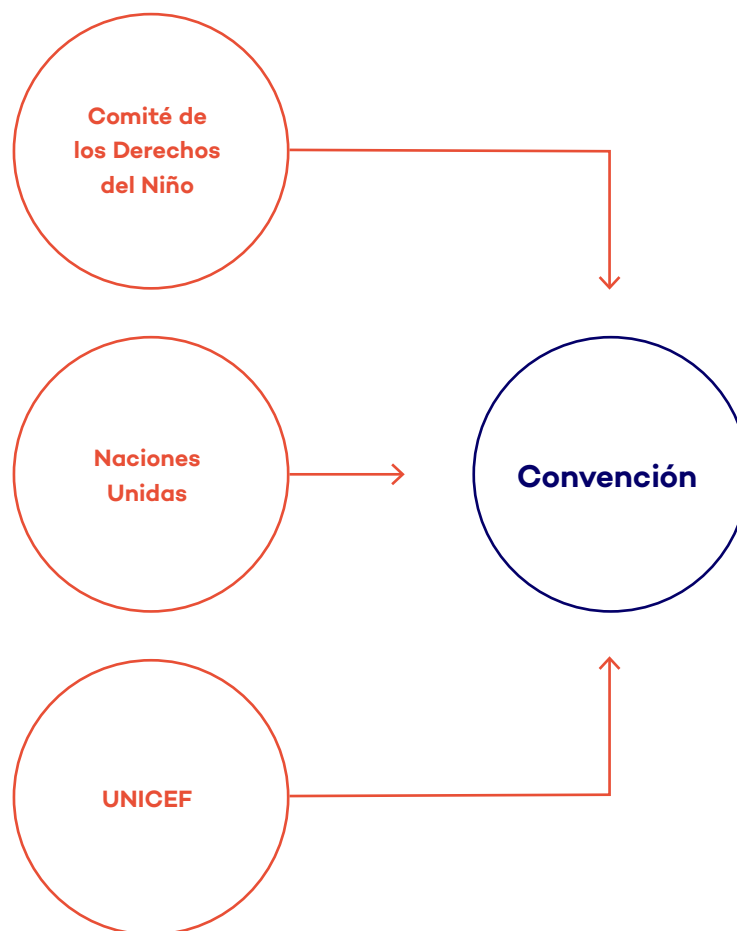 Comité de
los Derechos
del Niño
Naciones
Unidas
Convención
UNICEF